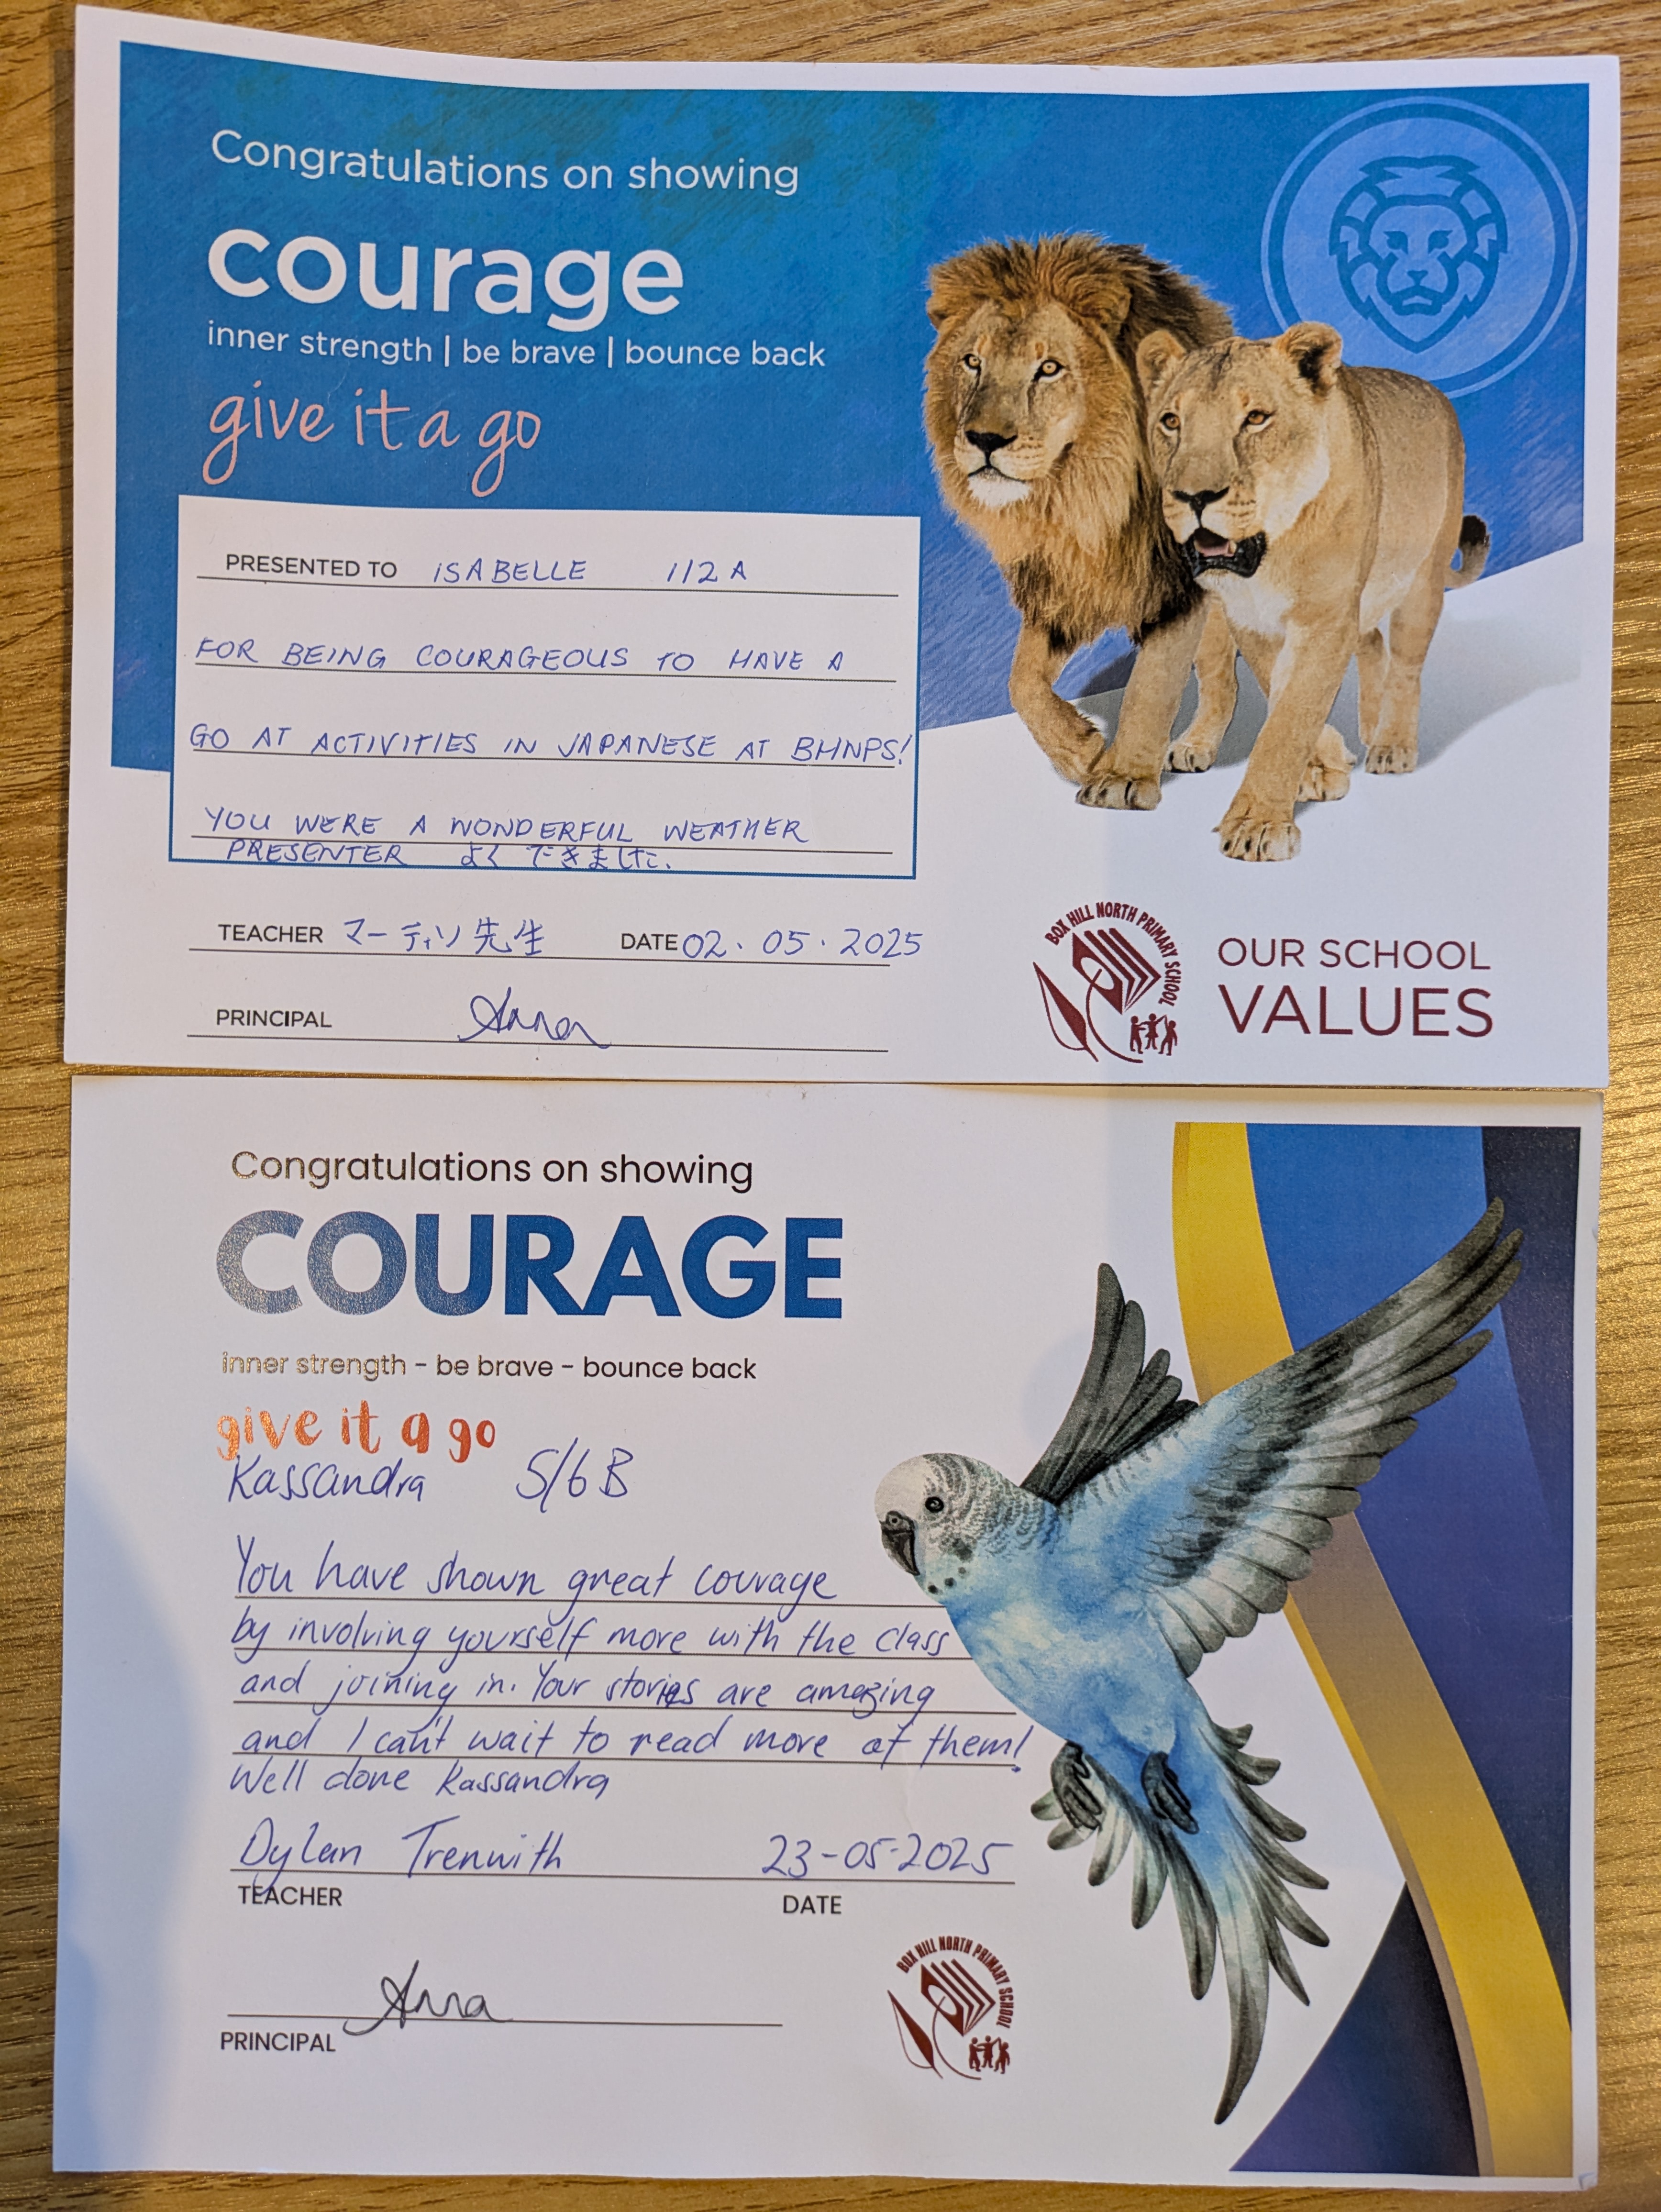 Congratulations on showing
courage
inner strength | be brave | bounce back
give it a go
PRESENTED TO ISABELLE 1/2 A
FOR BEING COURAGEOUS TO HAVE A
GO AT ACTIVITIES IN JAPANESE AT BHNPS!
YOU WERE A WONDERFUL WEATHER
PRESENTER よく できました.
TEACHER マーティン先生 DATE 02.05.2025
PRINCIPAL Anna
BOX HILL NORTH PRIMARY SCHOOL
OUR SCHOOL
VALUES
Congratulations on showing
COURAGE
inner strength - be brave - bounce back
give it a go
Kassandra 5/6 B
You have shown great courage
by involving yourself more with the class
and joining in. Your stories are amazing
and I can't wait to read more of them!
Well done Kassandra
Dylan Trenwith 23-05-2025
TEACHER DATE
Anna
PRINCIPAL
BOX HILL NORTH PRIMARY SCHOOL